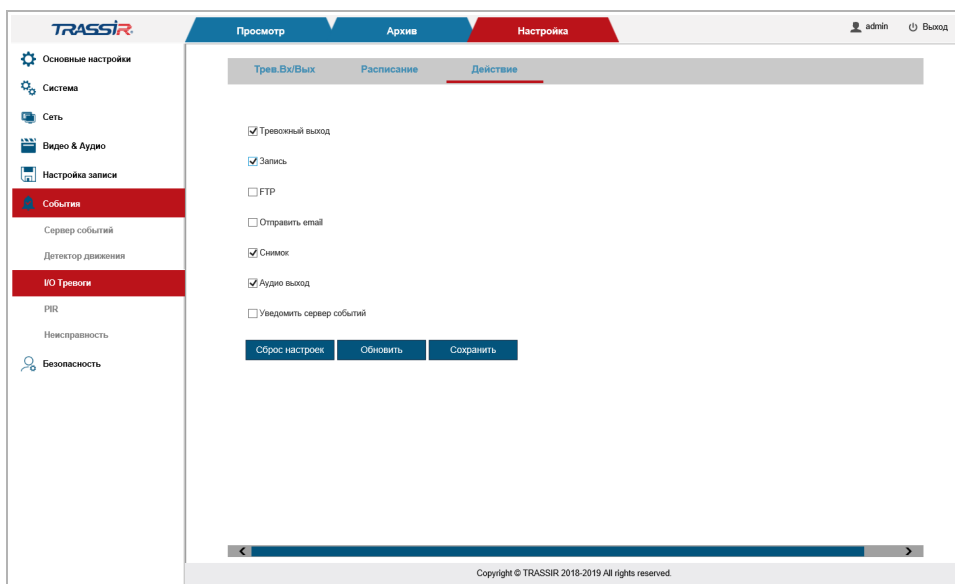 TRASSIR
Просмотр
Архив
Настройка
admin
Выход
Основные настройки
Система
Сеть
Видео & Аудио
Настройка записи
События
Сервер событий
Детектор движения
I/O Тревоги
PIR
Неисправность
Безопасность
Трев.Вх/Вых
Расписание
Действие
Тревожный выход
Запись
FTP
Отправить email
Снимок
Аудио выход
Уведомить сервер событий
Сброс настроек
Обновить
Сохранить
Copyright © TRASSIR 2018-2019 All rights reserved.